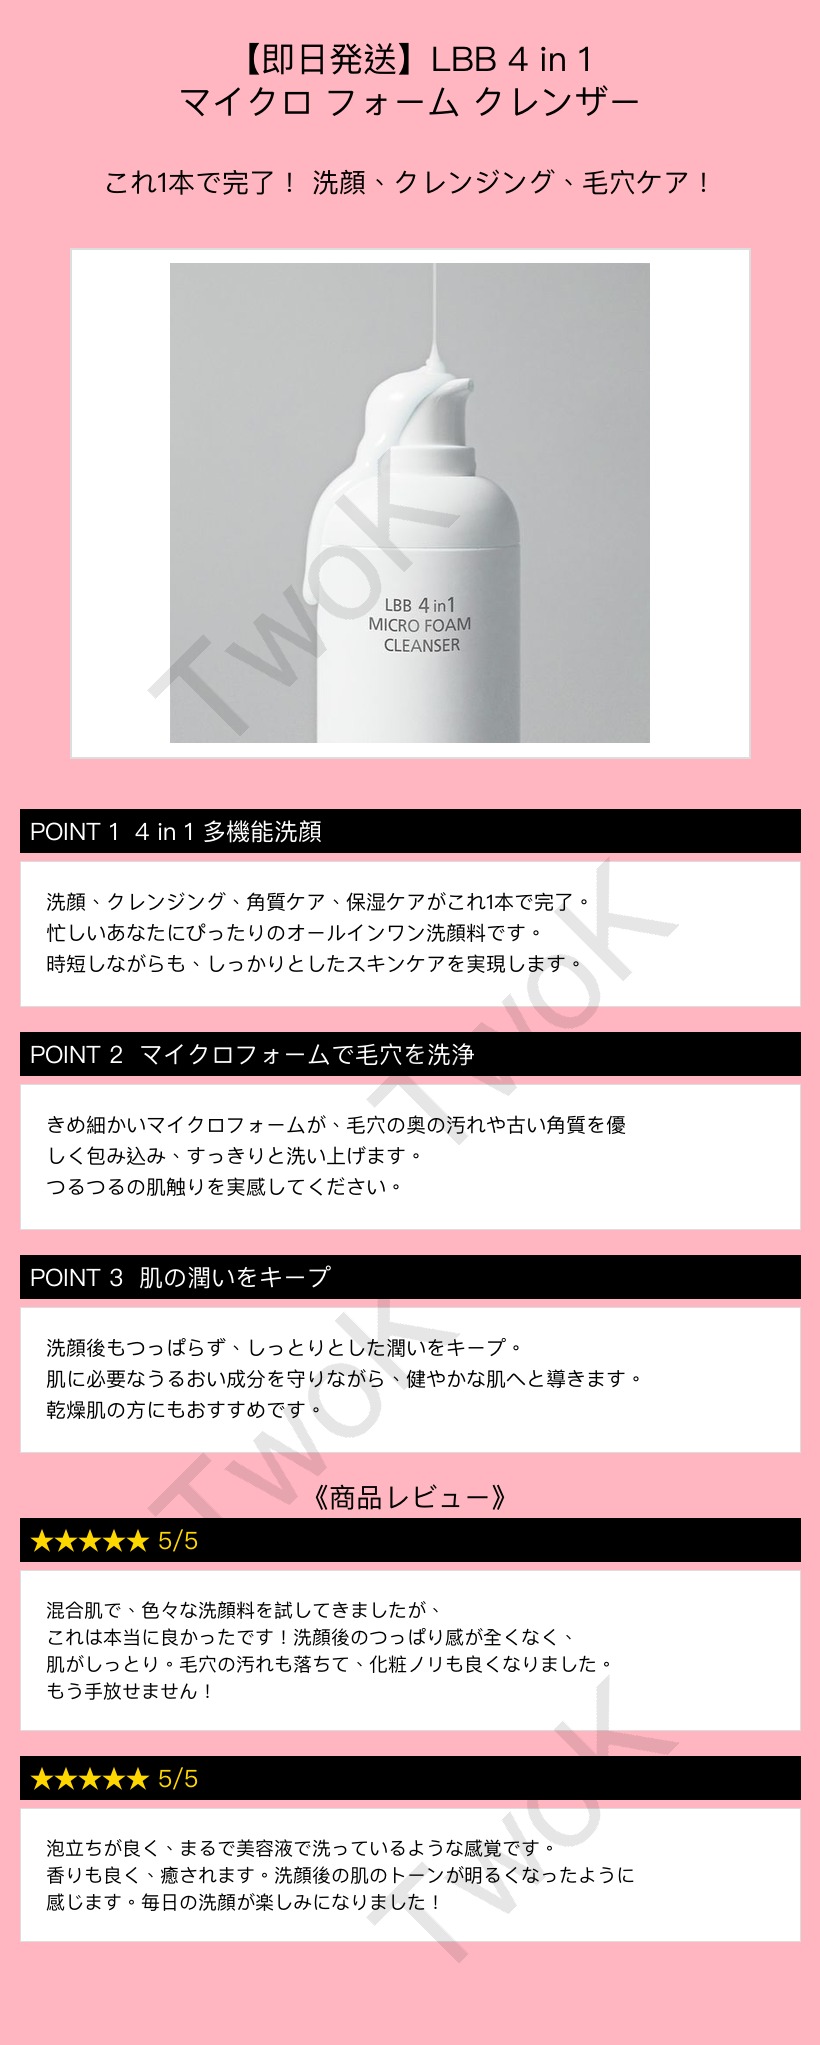 【即日発送】LBB 4 in 1
マイクロ フォーム クレンザー
これ1本で完了！ 洗顔、クレンジング、毛穴ケア！
LBB 4 in1
MICRO FOAM
CLEANSER
TwoK
POINT 1 4 in 1 多機能洗顔
洗顔、クレンジング、角質ケア、保湿ケアがこれ1本で完了。
忙しいあなたにぴったりのオールインワン洗顔料です。
時短しながらも、しっかりとしたスキンケアを実現します。
TwoK
POINT 2 マイクロフォームで毛穴を洗浄
きめ細かいマイクロフォームが、毛穴の奥の汚れや古い角質を優
しく包み込み、すっきりと洗い上げます。
つるつるの肌触りを実感してください。
POINT 3 肌の潤いをキープ
洗顔後もつっぱらず、しっとりとした潤いをキープ。
肌に必要なうるおい成分を守りながら、健やかな肌へと導きます。
乾燥肌の方にもおすすめです。
TwoK
《商品レビュー》
★★★★★ 5/5
混合肌で、色々な洗顔料を試してきましたが、
これは本当に良かったです！洗顔後のつっぱり感が全くなく、
肌がしっとり。毛穴の汚れも落ちて、化粧ノリも良くなりました。
もう手放せません！
★★★★★ 5/5
泡立ちが良く、まるで美容液で洗っているような感覚です。
香りも良く、癒されます。洗顔後の肌のトーンが明るくなったように
感じます。毎日の洗顔が楽しみになりました！
TwoK